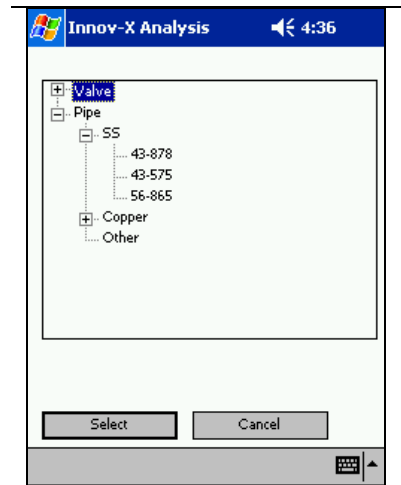 Innov-X Analysis 4:36
Valve
Pipe
SS
43-878
43-575
56-865
Copper
Other
Select Cancel